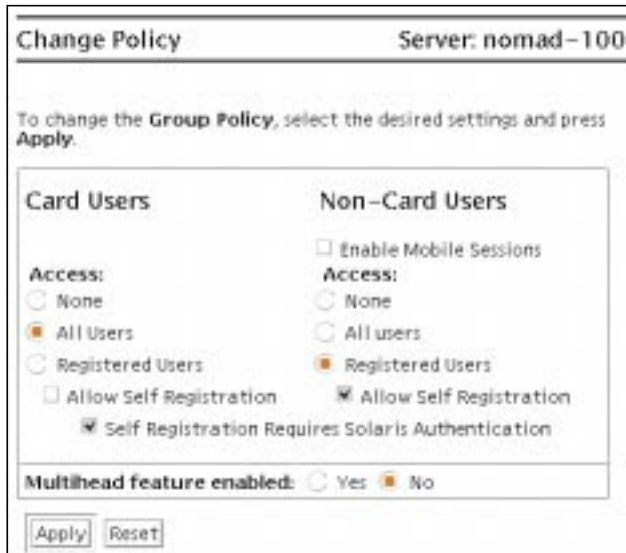 Change Policy Server: nomad-100
To change the Group Policy, select the desired settings and press
Apply.
Card Users Non-Card Users
Enable Mobile Sessions
Access: Access:
None None
All Users All users
Registered Users Registered Users
Allow Self Registration Allow Self Registration
Self Registration Requires Solaris Authentication
Multihead feature enabled: Yes No
Apply Reset